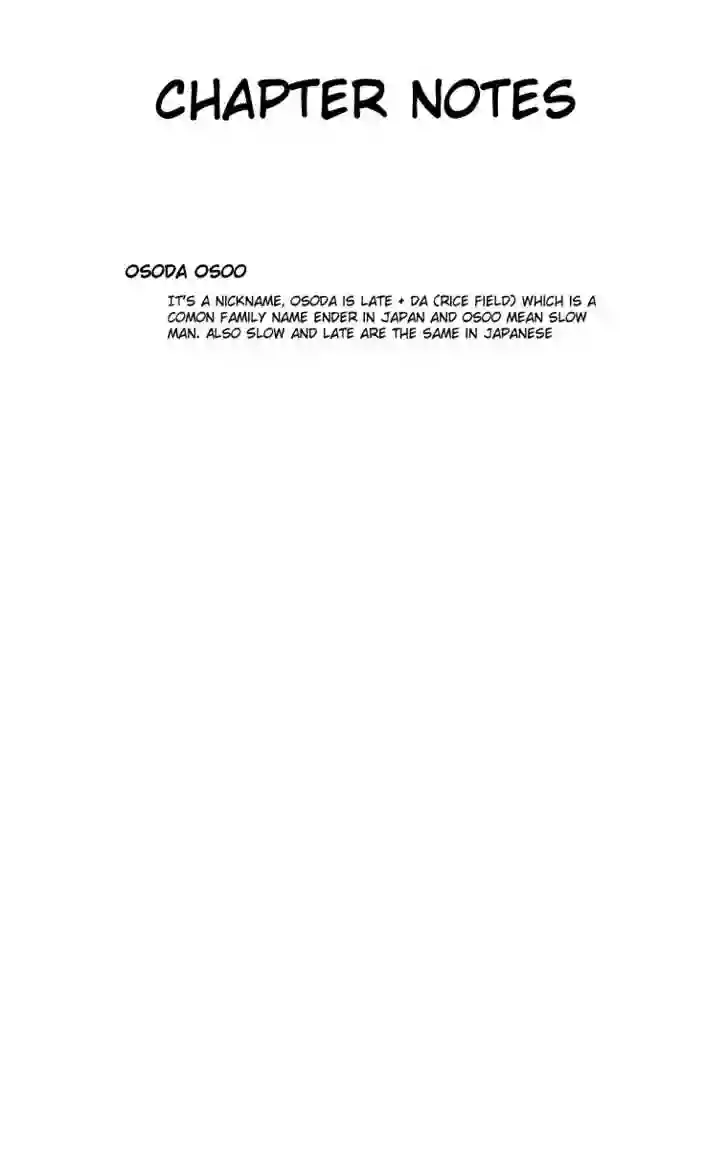 CHAPTER NOTES
OSODA OSOO
IT'S A NICKNAME, OSODA IS LATE + DA (RICE FIELD) WHICH IS A
COMON FAMILY NAME ENDER IN JAPAN AND OSOO MEAN SLOW
MAN. ALSO SLOW AND LATE ARE THE SAME IN JAPANESE